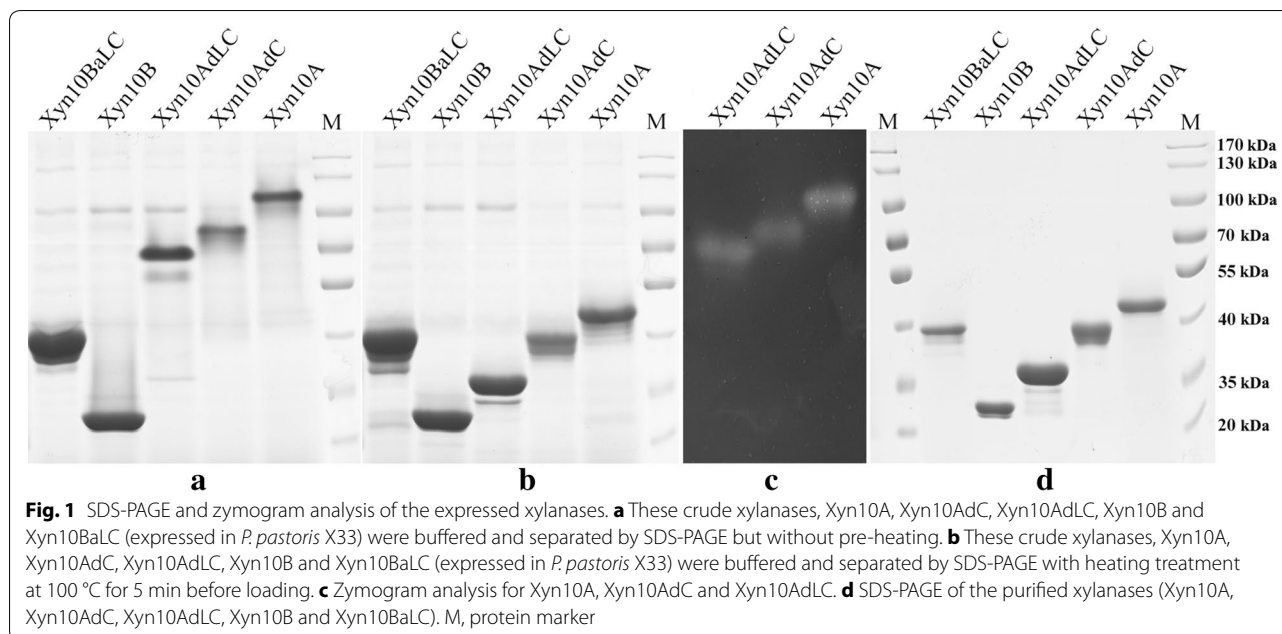 Xyn10BaLC Xyn10B Xyn10AdLC Xyn10AdC Xyn10A M Xyn10BaLC Xyn10B Xyn10AdLC Xyn10AdC Xyn10A M Xyn10AdLC Xyn10AdC Xyn10A M Xyn10BaLC Xyn10B Xyn10AdLC Xyn10AdC Xyn10A M
170 kDa
130 kDa
100 kDa
70 kDa
55 kDa
40 kDa
35 kDa
20 kDa
a b c d
Fig. 1 SDS-PAGE and zymogram analysis of the expressed xylanases. a These crude xylanases, Xyn10A, Xyn10AdC, Xyn10AdLC, Xyn10B and
Xyn10BaLC (expressed in P. pastoris X33) were buffered and separated by SDS-PAGE but without pre-heating. b These crude xylanases, Xyn10A,
Xyn10AdC, Xyn10AdLC, Xyn10B and Xyn10BaLC (expressed in P. pastoris X33) were buffered and separated by SDS-PAGE with heating treatment
at 100 °C for 5 min before loading. c Zymogram analysis for Xyn10A, Xyn10AdC and Xyn10AdLC. d SDS-PAGE of the purified xylanases (Xyn10A,
Xyn10AdC, Xyn10AdLC, Xyn10B and Xyn10BaLC). M, protein marker